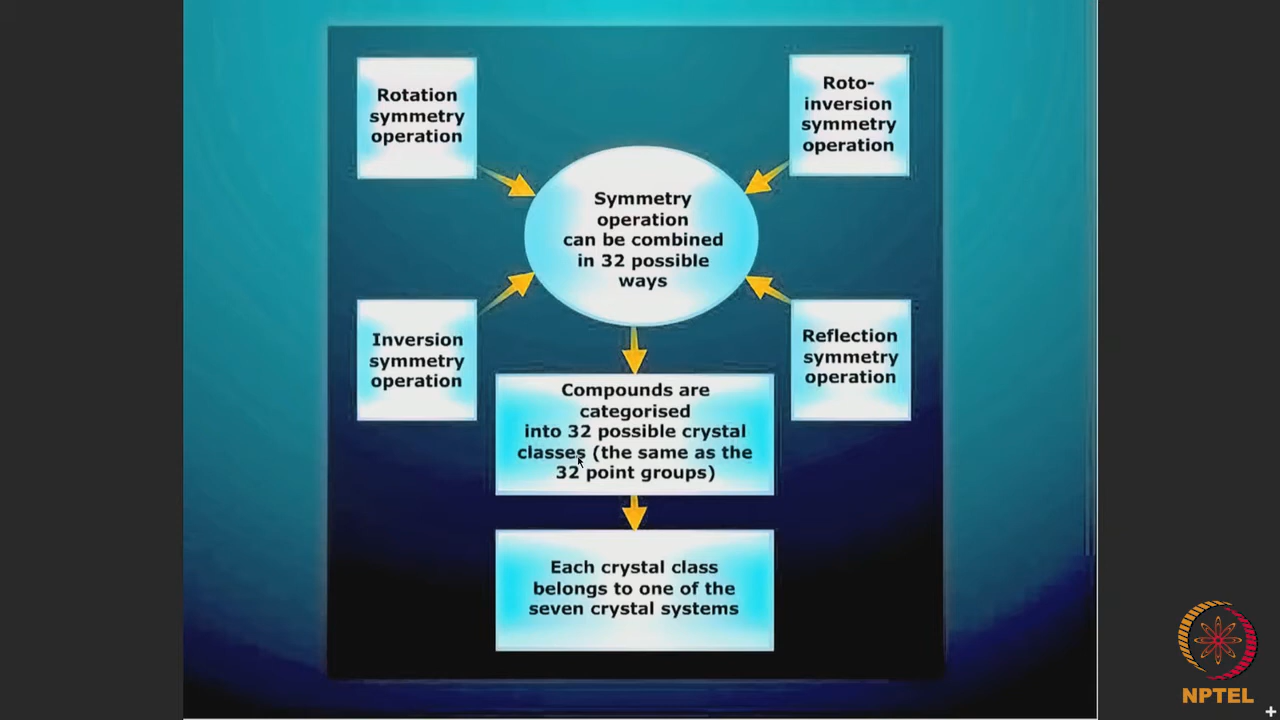 Rotation
symmetry
operation
Roto-
inversion
symmetry
operation
Symmetry
operation
can be combined
in 32 possible
ways
Inversion
symmetry
operation
Reflection
symmetry
operation
Compounds are
categorised
into 32 possible crystal
classes (the same as the
32 point groups)
Each crystal class
belongs to one of the
seven crystal systems
NPTEL